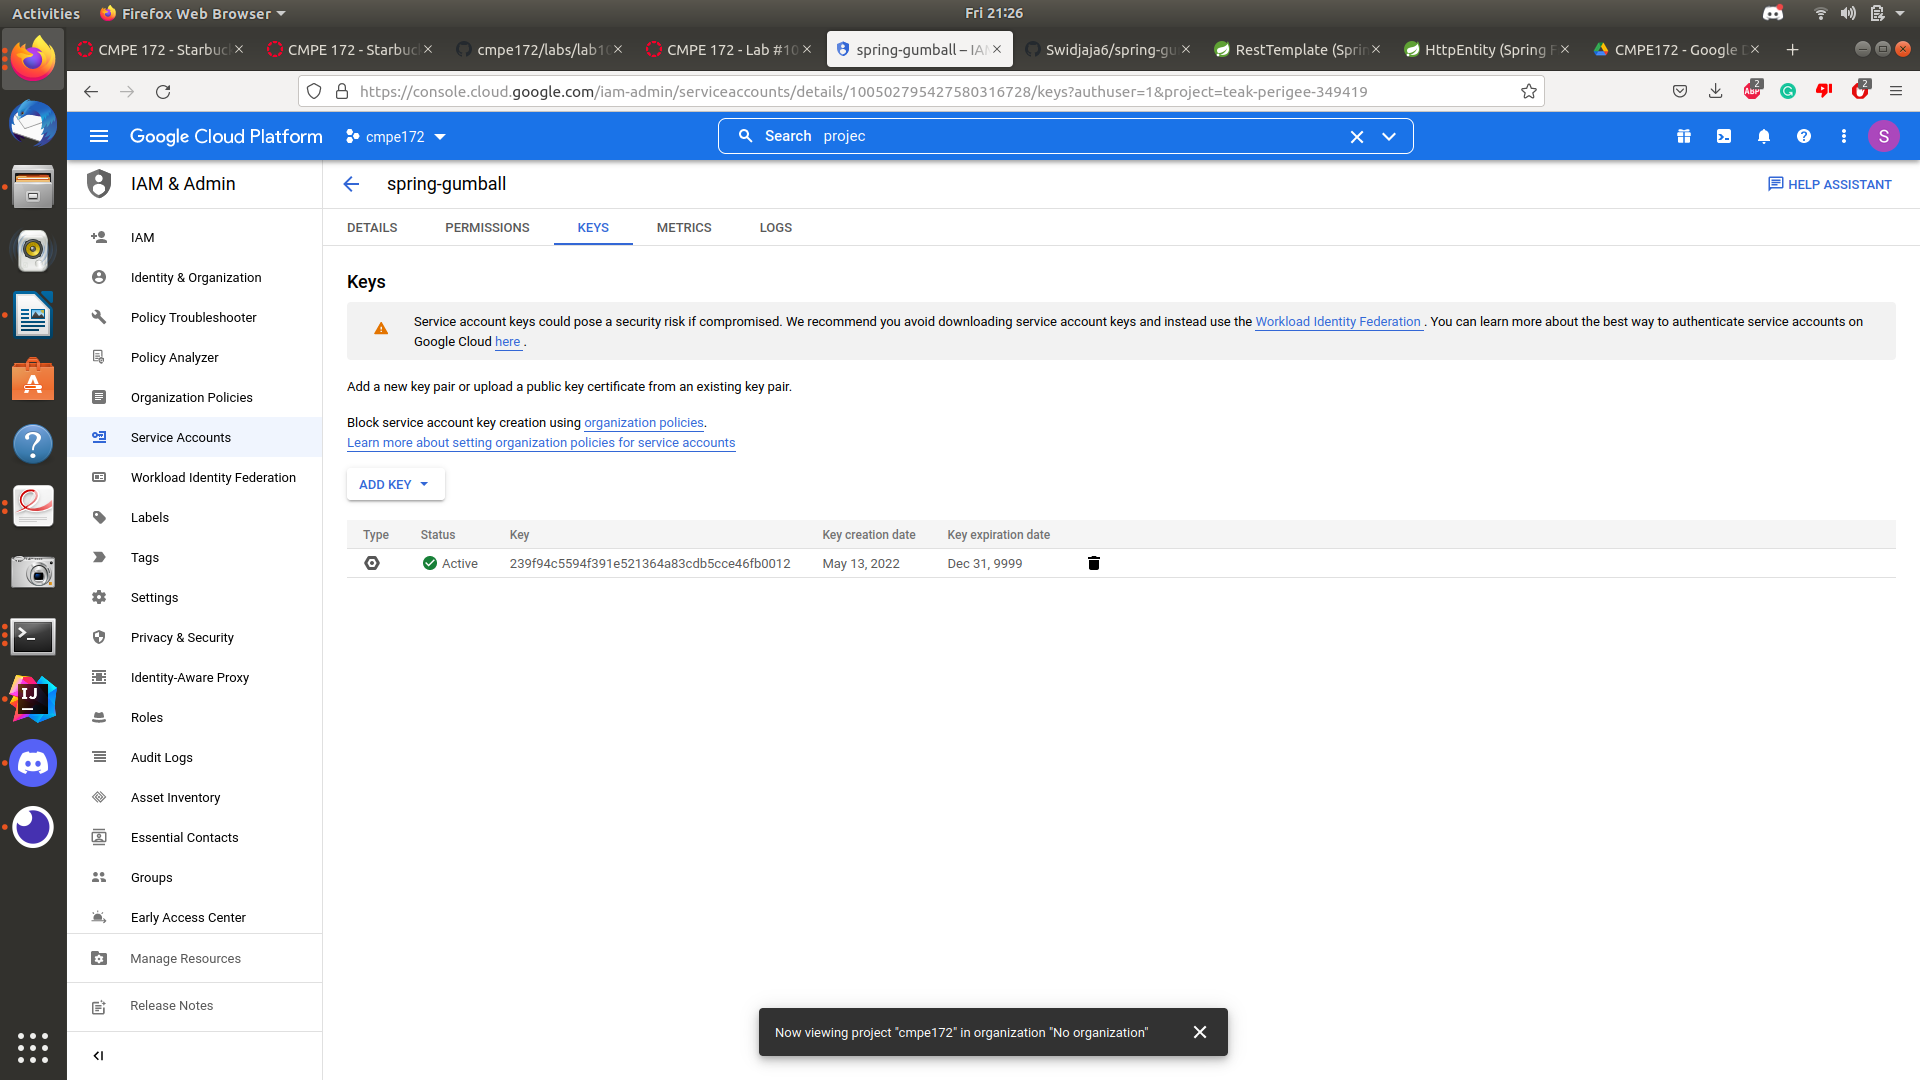 Activities
Firefox Web Browser
Fri 21:26
CMPE 172 - Starbuc
CMPE 172 - Starbuc
cmpe172/labs/lab10
CMPE 172 - Lab #10
spring-gumball – IA
Swidjaja6/spring-gu
RestTemplate (Sprin
HttpEntity (Spring F
CMPE172 - Google D
https://console.cloud.google.com/iam-admin/serviceaccounts/details/100502795427580316728/keys?authuser=1&project=teak-perigee-349419
ABP
2
2
Google Cloud Platform
cmpe172
Search projec
S
IAM & Admin
spring-gumball
HELP ASSISTANT
DETAILS
PERMISSIONS
KEYS
METRICS
LOGS
IAM
Identity & Organization
Policy Troubleshooter
Policy Analyzer
Organization Policies
Service Accounts
Workload Identity Federation
Labels
Tags
Settings
Privacy & Security
Identity-Aware Proxy
Roles
Audit Logs
Asset Inventory
Essential Contacts
Groups
Early Access Center
Manage Resources
Release Notes
Keys
Service account keys could pose a security risk if compromised. We recommend you avoid downloading service account keys and instead use the Workload Identity Federation . You can learn more about the best way to authenticate service accounts on
Google Cloud here .
Add a new key pair or upload a public key certificate from an existing key pair.
Block service account key creation using organization policies.
Learn more about setting organization policies for service accounts
ADD KEY
Type Status Key Key creation date Key expiration date
Active 239f94c5594f391e521364a83cdb5cce46fb0012 May 13, 2022 Dec 31, 9999
Now viewing project "cmpe172" in organization "No organization"
IJ